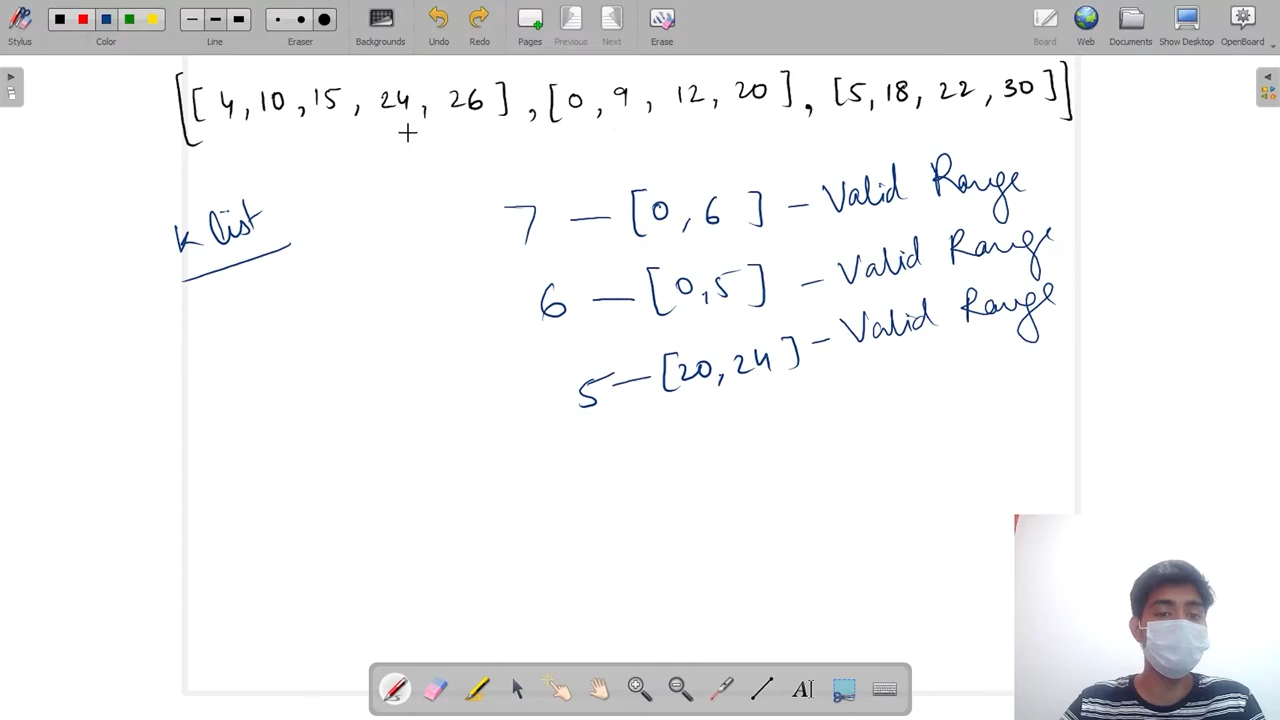 Stylus
Color
Line
Eraser
Backgrounds
Undo
Redo
Pages
Previous
Next
Erase
Board
Web
Documents
Show Desktop
OpenBoard
[[ 4, 10, 15, 24, 26 ], [ 0, 9, 12, 20 ], [5, 18, 22, 30 ]]
K list
7 — [0, 6 ] – Valid Range
6 — [0, 5 ] – Valid Range
5 — [20, 24 ] – Valid Range